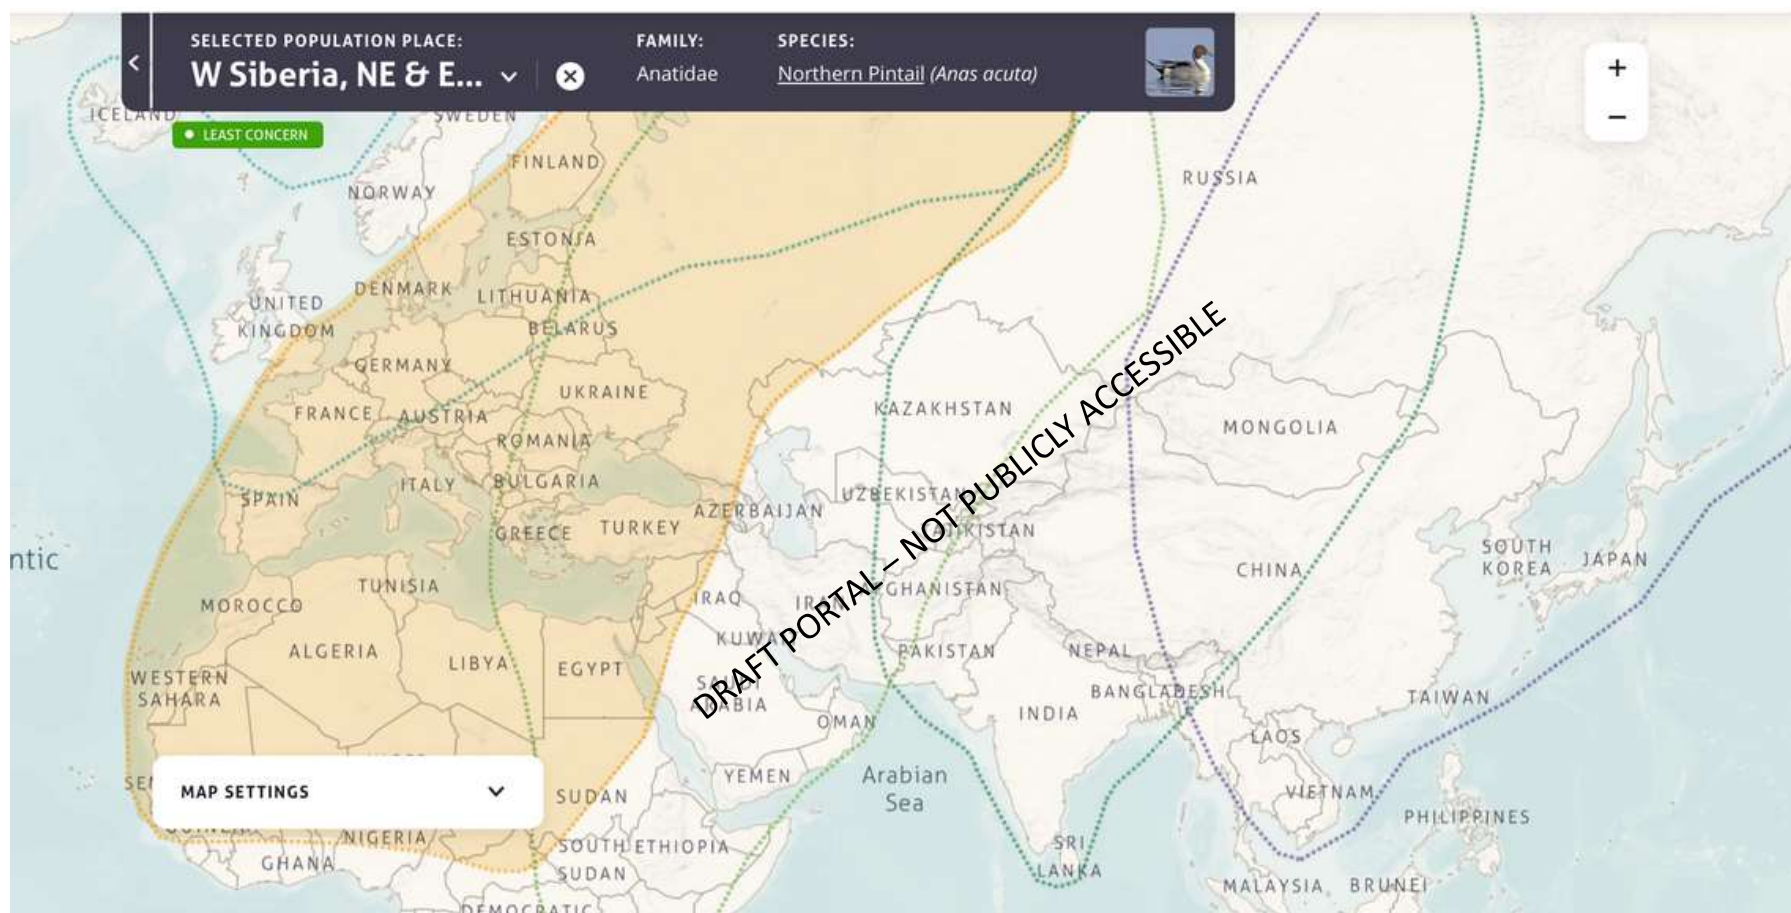 SELECTED POPULATION PLACE:
W Siberia, NE & E...
FAMILY:
Anatidae
SPECIES:
Northern Pintail (Anas acuta)
+
−
ICELAND
LEAST CONCERN
SWEDEN
FINLAND
NORWAY
RUSSIA
ESTONIA
DENMARK
LITHUANIA
UNITED
KINGDOM
BELARUS
GERMANY
UKRAINE
FRANCE
AUSTRIA
KAZAKHSTAN
MONGOLIA
ROMANIA
ITALY
BULGARIA
SPAIN
UZBEKISTAN
AZERBAIJAN
GREECE
TURKEY
ntic
SOUTH
KOREA
JAPAN
CHINA
TUNISIA
MOROCCO
IRAQ
DRAFT PORTAL – NOT PUBLICLY ACCESSIBLE
ALGERIA
LIBYA
EGYPT
PAKISTAN
NEPAL
WESTERN
SAHARA
BANGLADESH
INDIA
OMAN
TAIWAN
LAOS
YEMEN
Arabian
Sea
MAP SETTINGS
SUDAN
VIETNAM
PHILIPPINES
NIGERIA
GHANA
SOUTH
SUDAN
ETHIOPIA
SRI
LANKA
MALAYSIA
BRUNEI
DEMOCRATIC